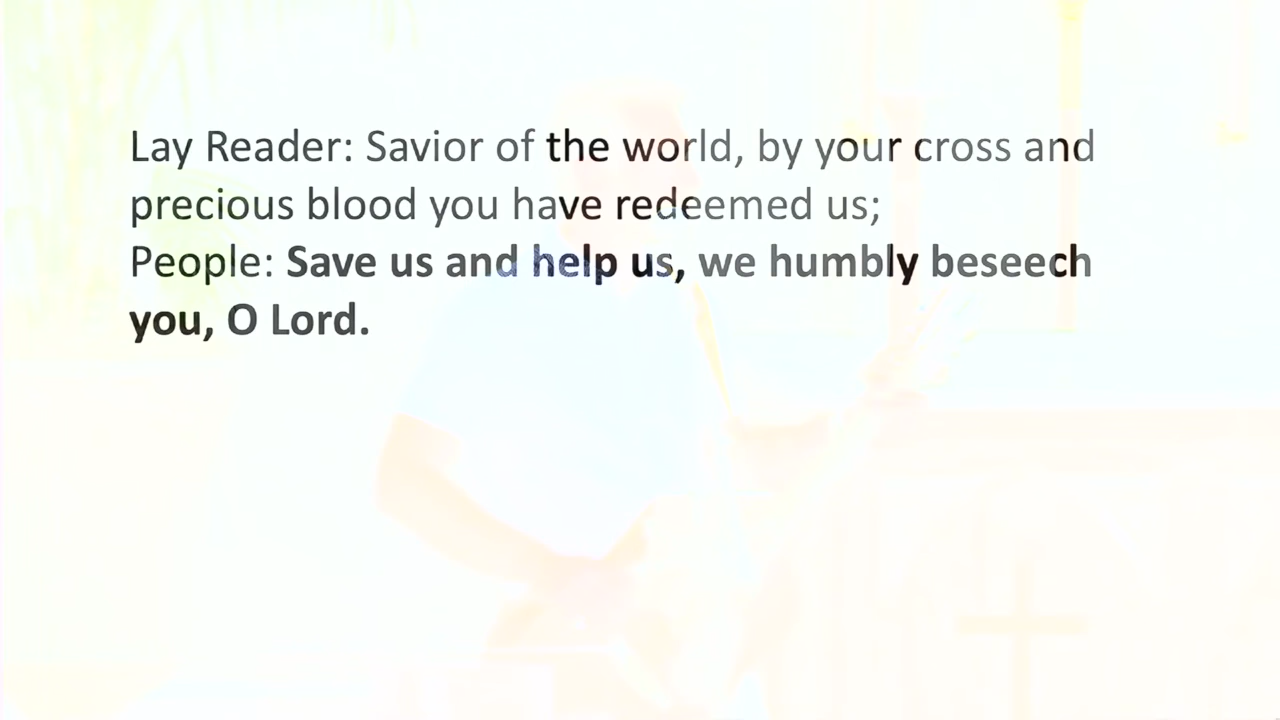 Lay Reader: Savior of the world, by your cross and
precious blood you have redeemed us;
People: Save us and help us, we humbly beseech
you, O Lord.